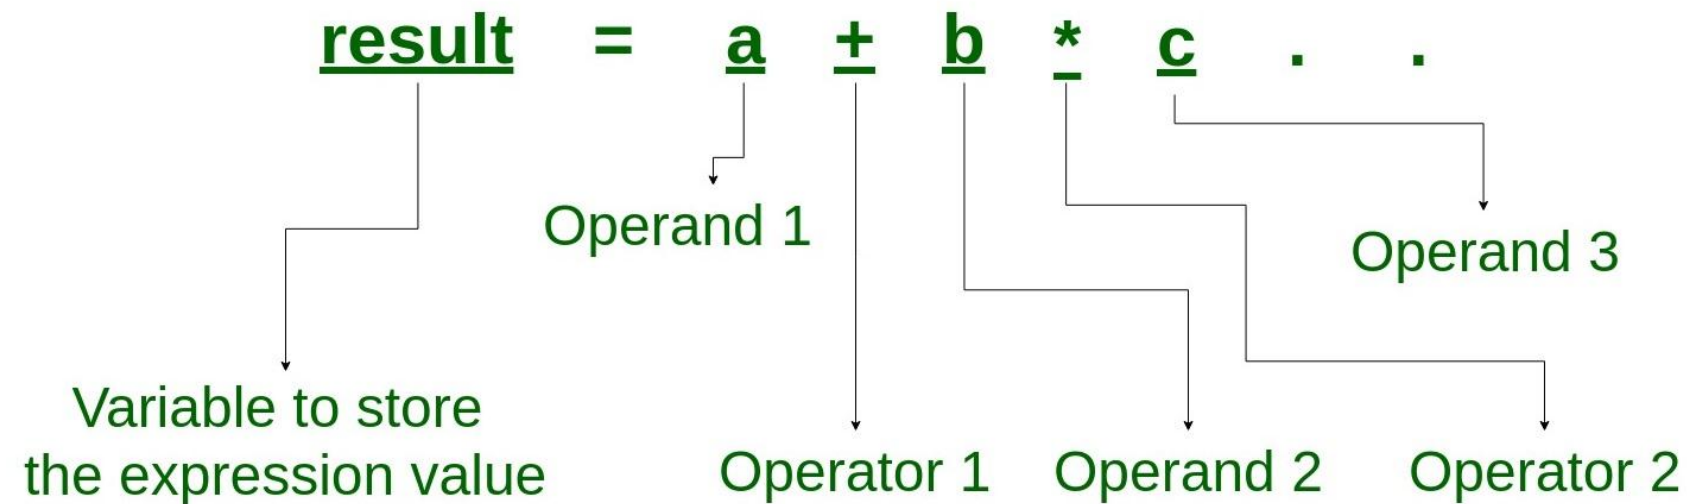 result = a + b * c . .
Operand 1
Operand 3
Variable to store
the expression value
Operator 1
Operand 2
Operator 2